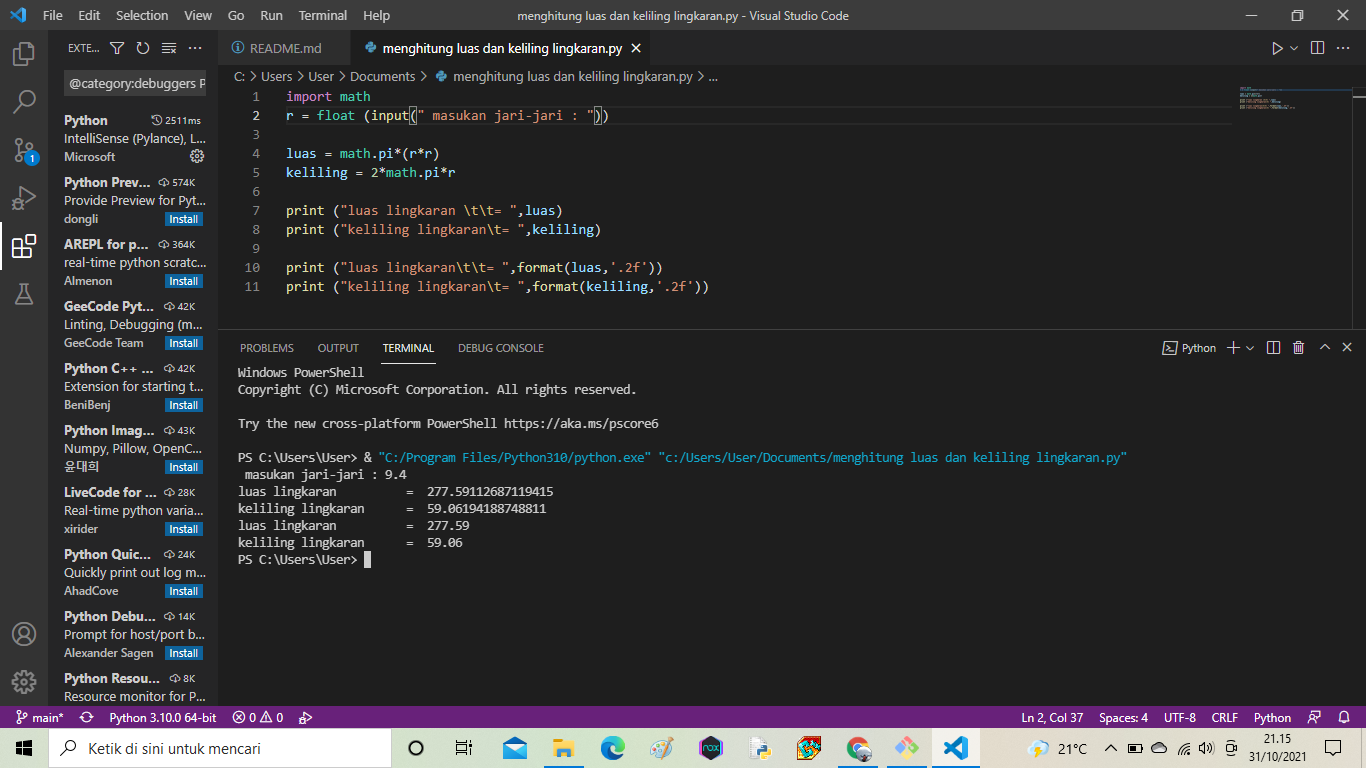 File Edit Selection View Go Run Terminal Help
menghitung luas dan keliling lingkaran.py - Visual Studio Code
EXTE...
README.md
menghitung luas dan keliling lingkaran.py
@category:debuggers P
C: > Users > User > Documents > menghitung luas dan keliling lingkaran.py > ...
Python 2511ms
IntelliSense (Pylance), L...
Microsoft
Python Prev... 574K
Provide Preview for Pyt...
dongli Install
AREPL for p... 364K
real-time python scratc...
Almenon Install
GeeCode Pyt... 42K
Linting, Debugging (m...
GeeCode Team Install
Python C++ ... 42K
Extension for starting t...
BeniBenj Install
Python Imag... 43K
Numpy, Pillow, OpenC...
윤대희 Install
LiveCode for ... 28K
Real-time python varia...
xirider Install
Python Quic... 24K
Quickly print out log m...
AhadCove Install
Python Debu... 14K
Prompt for host/port b...
Alexander Sagen Install
Python Resou... 8K
Resource monitor for P...
1 import math
2 r = float (input(" masukan jari-jari : "))
3
4 luas = math.pi*(r*r)
5 keliling = 2*math.pi*r
6
7 print ("luas lingkaran \t\t= ",luas)
8 print ("keliling lingkaran\t= ",keliling)
9
10 print ("luas lingkaran\t\t= ",format(luas,'.2f'))
11 print ("keliling lingkaran\t= ",format(keliling,'.2f'))
PROBLEMS OUTPUT TERMINAL DEBUG CONSOLE
Python
Windows PowerShell
Copyright (C) Microsoft Corporation. All rights reserved.
Try the new cross-platform PowerShell https://aka.ms/pscore6
PS C:\Users\User> & "C:/Program Files/Python310/python.exe" "c:/Users/User/Documents/menghitung luas dan keliling lingkaran.py"
masukan jari-jari : 9.4
luas lingkaran = 277.59112687119415
keliling lingkaran = 59.06194188748811
luas lingkaran = 277.59
keliling lingkaran = 59.06
PS C:\Users\User>
1
main* Python 3.10.0 64-bit 0 0
Ln 2, Col 37 Spaces: 4 UTF-8 CRLF Python
Ketik di sini untuk mencari
nox
21°C
21.15
31/10/2021